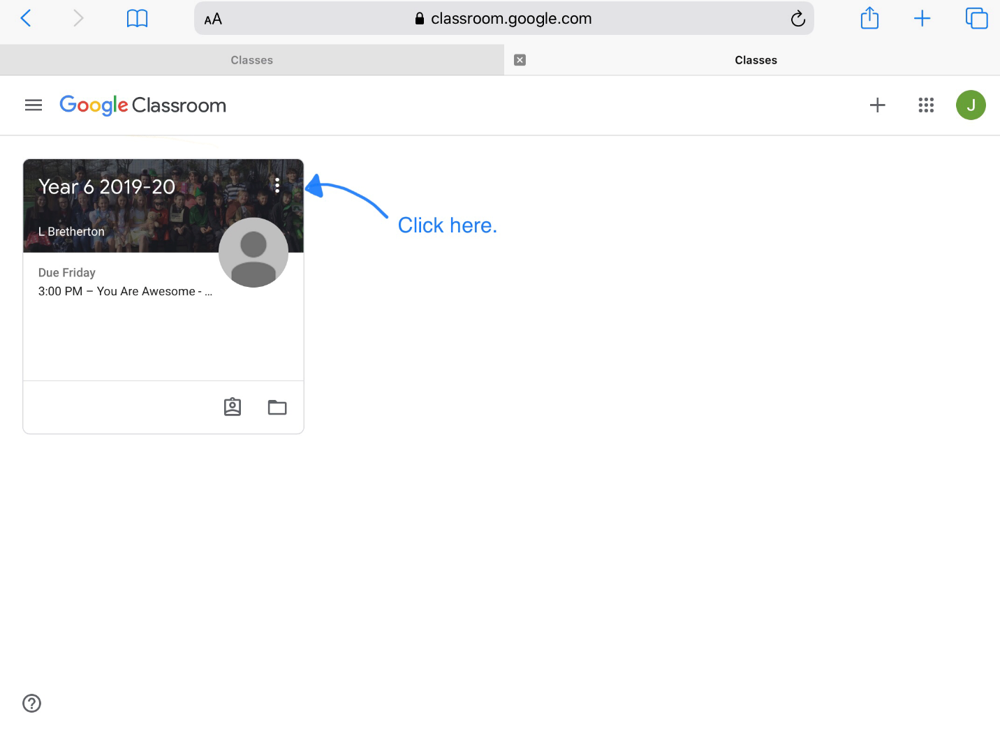 AA classroom.google.com
Classes Classes
Google Classroom J
Year 6 2019-20
L Bretherton
Click here.
Due Friday
3:00 PM – You Are Awesome - ...